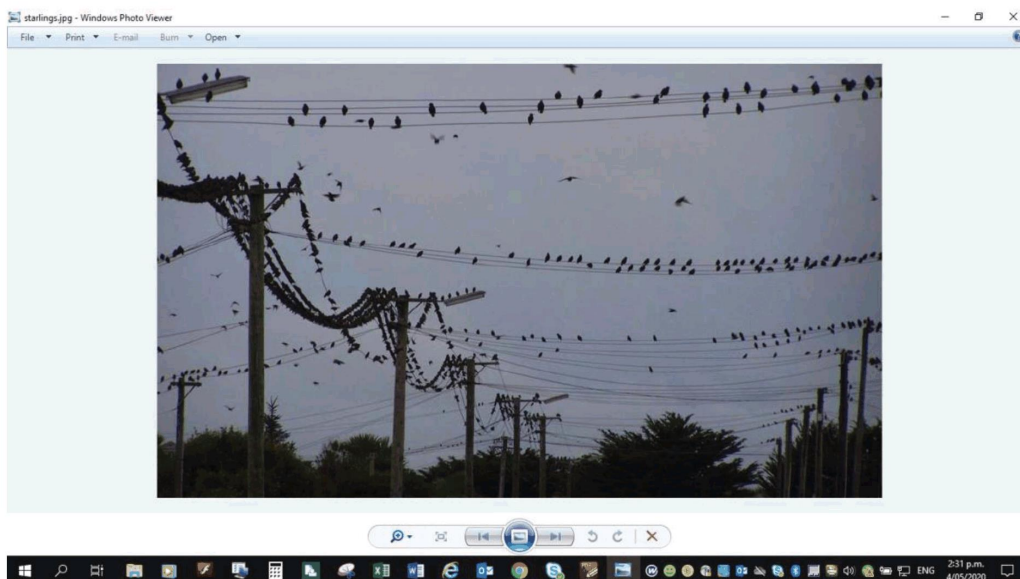 starlings.jpg - Windows Photo Viewer
File Print E-mail Burn Open
ENG
2:31 p.m.
4/05/2020